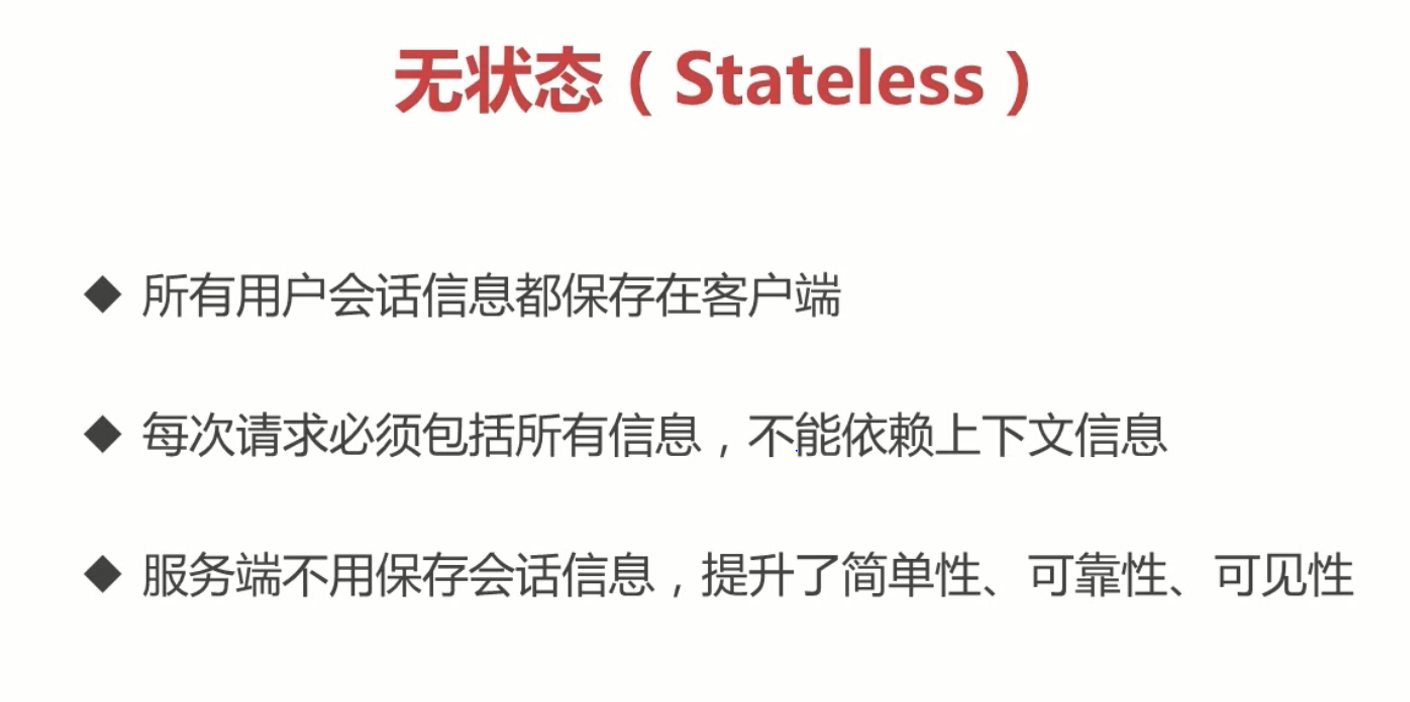 无状态（Stateless）
◆ 所有用户会话信息都保存在客户端
◆ 每次请求必须包括所有信息，不能依赖上下文信息
◆ 服务端不用保存会话信息，提升了简单性、可靠性、可见性